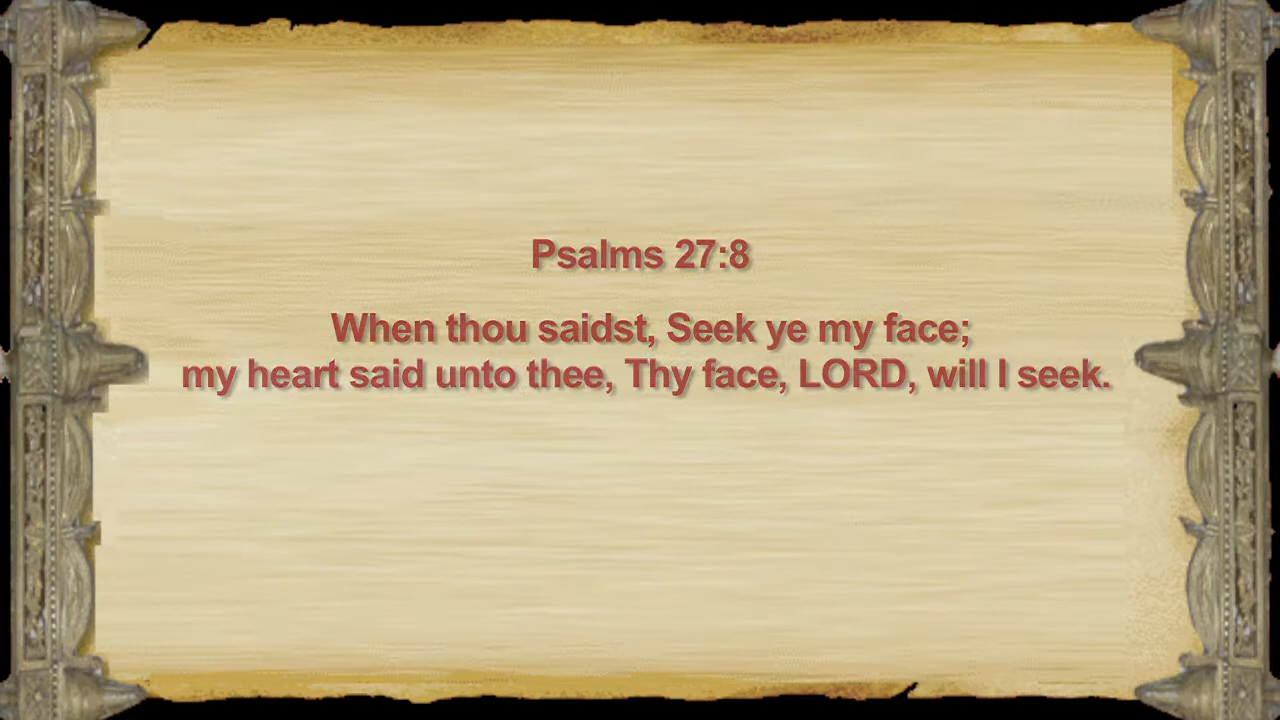 Psalms 27:8
When thou saidst, Seek ye my face;
my heart said unto thee, Thy face, LORD, will I seek.